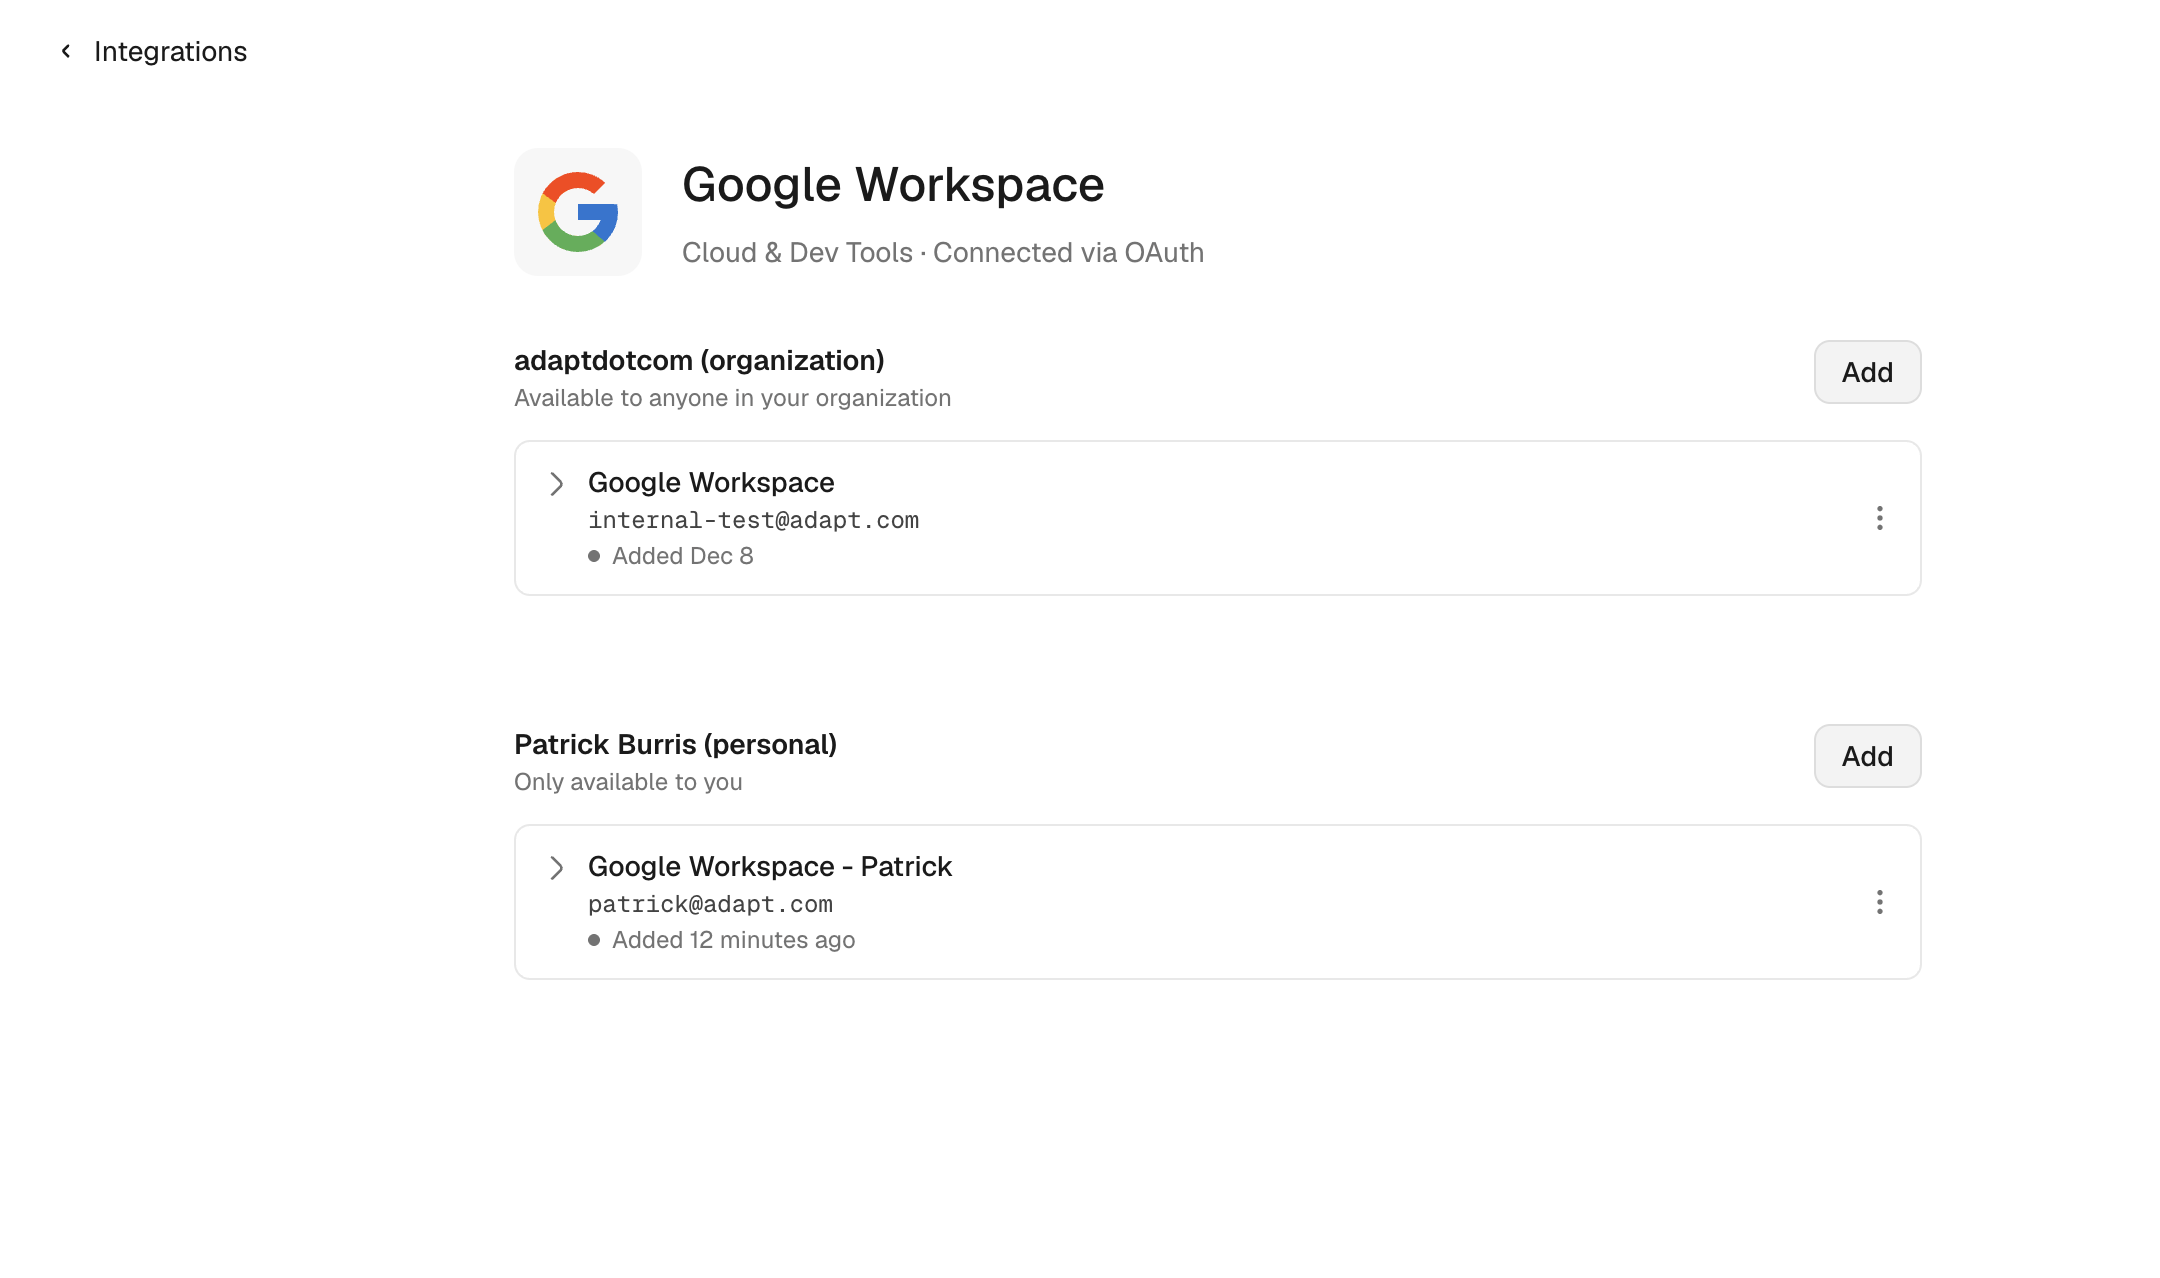 Integrations
Google Workspace
Cloud & Dev Tools · Connected via OAuth
adaptdotcom (organization)
Available to anyone in your organization
Add
Google Workspace
internal-test@adapt.com
Added Dec 8
Patrick Burris (personal)
Only available to you
Add
Google Workspace - Patrick
patrick@adapt.com
Added 12 minutes ago